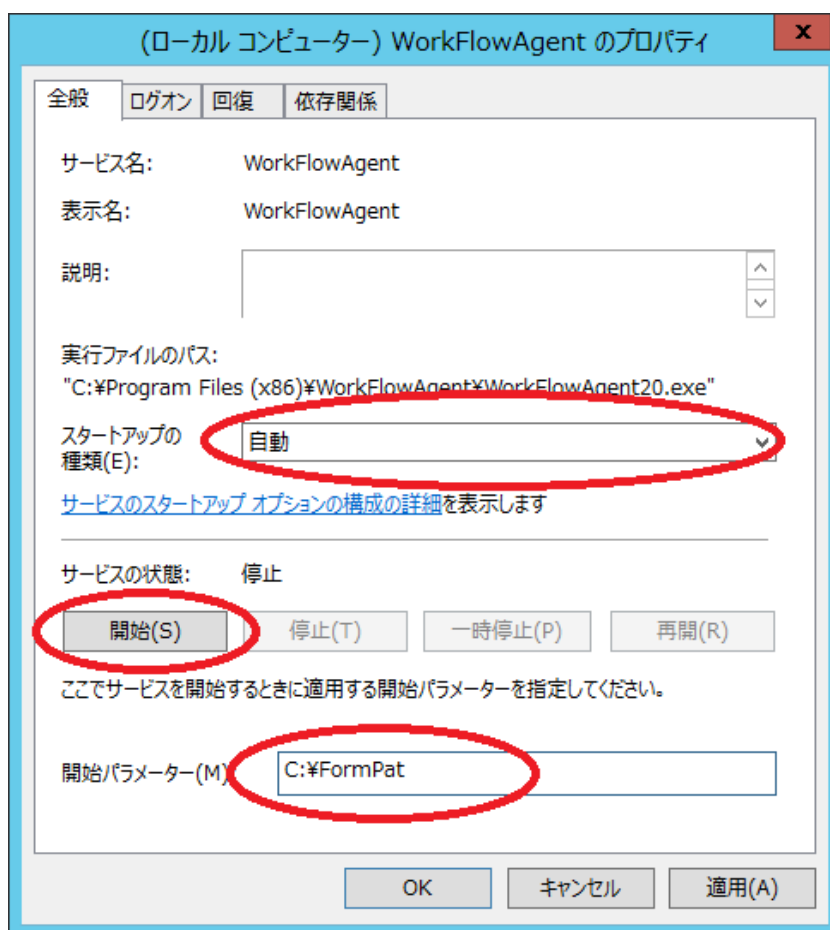 (ローカル コンピューター) WorkFlowAgent のプロパティ
x
全般 ログオン 回復 依存関係
サービス名: WorkFlowAgent
表示名: WorkFlowAgent
説明:
実行ファイルのパス:
"C:¥Program Files (x86)¥WorkFlowAgent¥WorkFlowAgent20.exe"
スタートアップの
種類(E):
自動
サービスのスタートアップ オプションの構成の詳細を表示します
サービスの状態: 停止
開始(S) 停止(T) 一時停止(P) 再開(R)
ここでサービスを開始するときに適用する開始パラメーターを指定してください。
開始パラメーター(M) C:¥FormPat
OK キャンセル 適用(A)